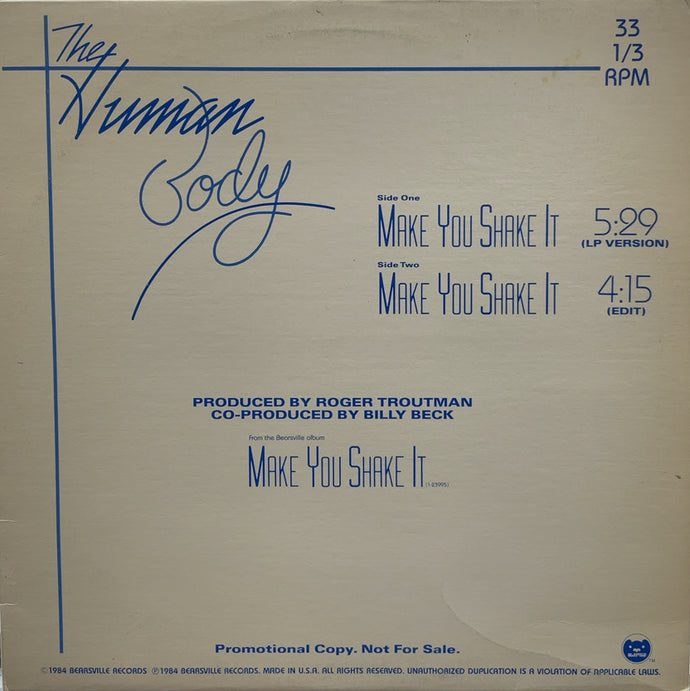 The
Human
Body
33
1/3
RPM
Side One
MAKE YOU SHAKE IT 5:29
(LP VERSION)
Side Two
MAKE YOU SHAKE IT 4:15
(EDIT)
PRODUCED BY ROGER TROUTMAN
CO-PRODUCED BY BILLY BECK
From the Bearsville album
MAKE YOU SHAKE IT (1-23995)
Promotional Copy. Not For Sale.
TM
©1984 BEARSVILLE RECORDS ℗1984 BEARSVILLE RECORDS. MADE IN U.S.A. ALL RIGHTS RESERVED. UNAUTHORIZED DUPLICATION IS A VIOLATION OF APPLICABLE LAWS.